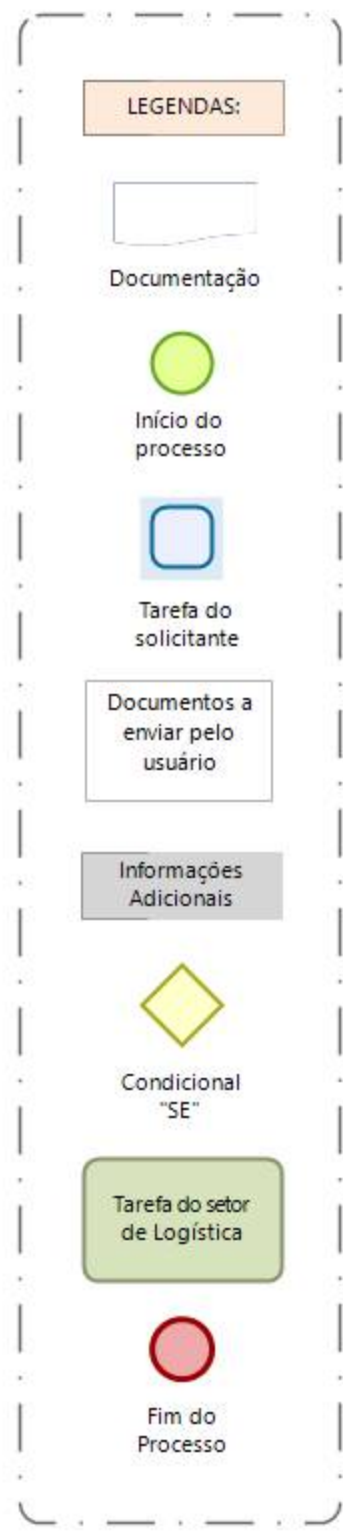 LEGENDAS:
Documentação
Início do
processo
Tarefa do
solicitante
Documentos a
enviar pelo
usuário
Informações
Adicionais
Condicional
"SE"
Tarefa do setor
de Logística
Fim do
Processo